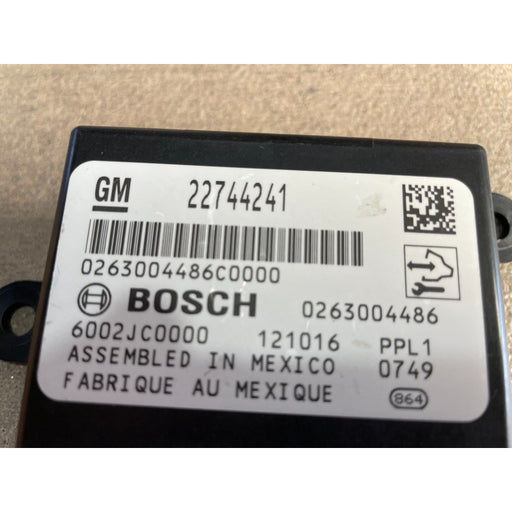 GM 22744241
0263004486C0000
BOSCH 0263004486
6002JC0000 121016 PPL1
ASSEMBLED IN MEXICO 0749
FABRIQUE AU MEXIQUE 864